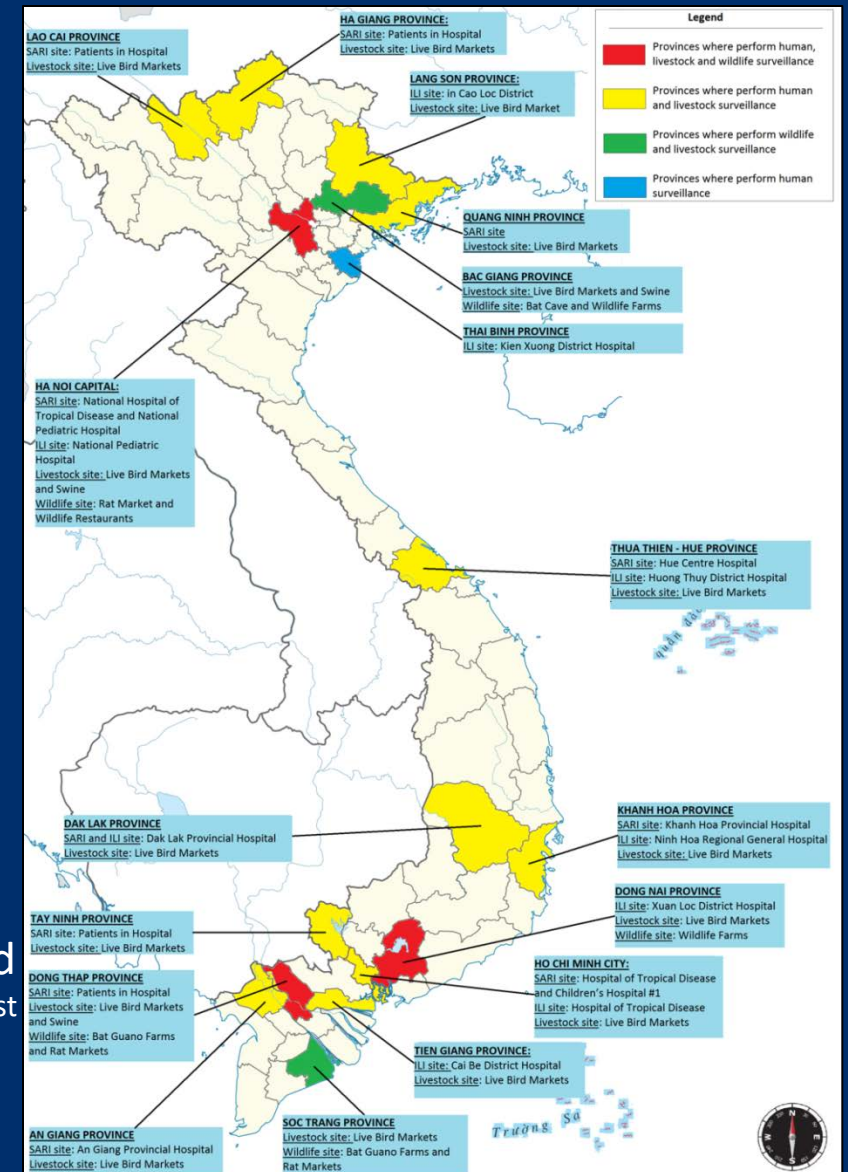 HA GIANG PROVINCE:
SARI site: Patients in Hospital
Livestock site: Live Bird Markets
LAO CAI PROVINCE
SARI site: Patients in Hospital
Livestock site: Live Bird Markets
LANG SON PROVINCE:
ILI site: in Cao Loc District
Livestock site: Live Bird Market
Legend
Provinces where perform human,
livestock and wildlife surveillance
Provinces where perform human
and livestock surveillance
Provinces where perform wildlife
and livestock surveillance
Provinces where perform human
surveillance
QUANG NINH PROVINCE
SARI site
Livestock site: Live Bird Markets
BAC GIANG PROVINCE
Livestock site: Live Bird Markets and Swine
Wildlife site: Bat Cave and Wildlife Farms
THAI BINH PROVINCE
ILI site: Kien Xuong District Hospital
HA NOI CAPITAL:
SARI site: National Hospital of
Tropical Disease and National
Pediatric Hospital
ILI site: National Pediatric
Hospital
Livestock site: Live Bird Markets
and Swine
Wildlife site: Rat Market and
Wildlife Restaurants
THUA THIEN - HUE PROVINCE
SARI site: Hue Centre Hospital
ILI site: Huong Thuy District Hospital
Livestock site: Live Bird Markets
quần đảo
DAK LAK PROVINCE
SARI and ILI site: Dak Lak Provincial Hospital
Livestock site: Live Bird Markets
KHANH HOA PROVINCE
SARI site: Khanh Hoa Provincial Hospital
ILI site: Ninh Hoa Regional General Hospital
Livestock site: Live Bird Markets
DONG NAI PROVINCE
ILI site: Xuan Loc District Hospital
Livestock site: Live Bird Markets
Wildlife site: Wildlife Farms
TAY NINH PROVINCE
SARI site: Patients in Hospital
Livestock site: Live Bird Markets
d
st
DONG THAP PROVINCE
SARI site: Patients in Hospital
Livestock site: Live Bird Markets
and Swine
Wildlife site: Bat Guano Farms
and Rat Markets
HO CHI MINH CITY:
SARI site: Hospital of Tropical Disease
and Children's Hospital #1
ILI site: Hospital of Tropical Disease
Livestock site: Live Bird Markets
TIEN GIANG PROVINCE:
ILI site: Cai Be District Hospital
Livestock site: Live Bird Markets
SOC TRANG PROVINCE
Livestock site: Live Bird Markets
Wildlife site: Bat Guano Farms and
Rat Markets
AN GIANG PROVINCE
SARI site: An Giang Provincial Hospital
Livestock site: Live Bird Markets
Trường Sa
N
W E
S